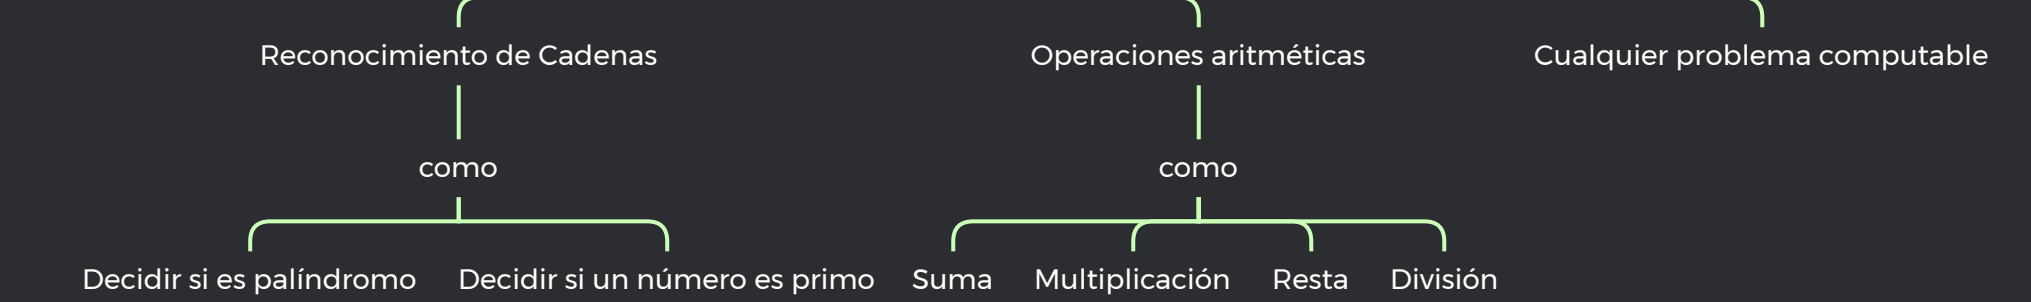 Reconocimiento de Cadenas
Operaciones aritméticas
Cualquier problema computable
como
como
Decidir si es palíndromo
Decidir si un número es primo
Suma
Multiplicación
Resta
División